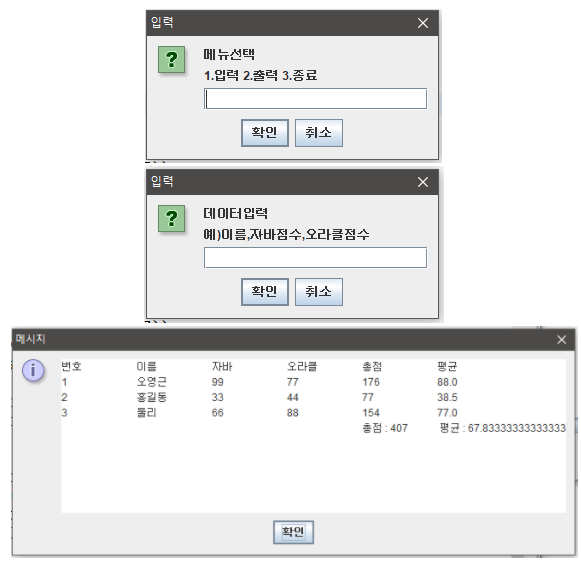 입력
?
메뉴선택
1.입력 2.출력 3.종료
확인 취소
입력
?
데이터입력
예)이름,자바점수,오라클점수
확인 취소
메시지
i
번호 이름 자바 오라클 총점 평균
1 오영근 99 77 176 88.0
2 홍길동 33 44 77 38.5
3 둘리 66 88 154 77.0
총점 : 407 평균 : 67.83333333333333
확인